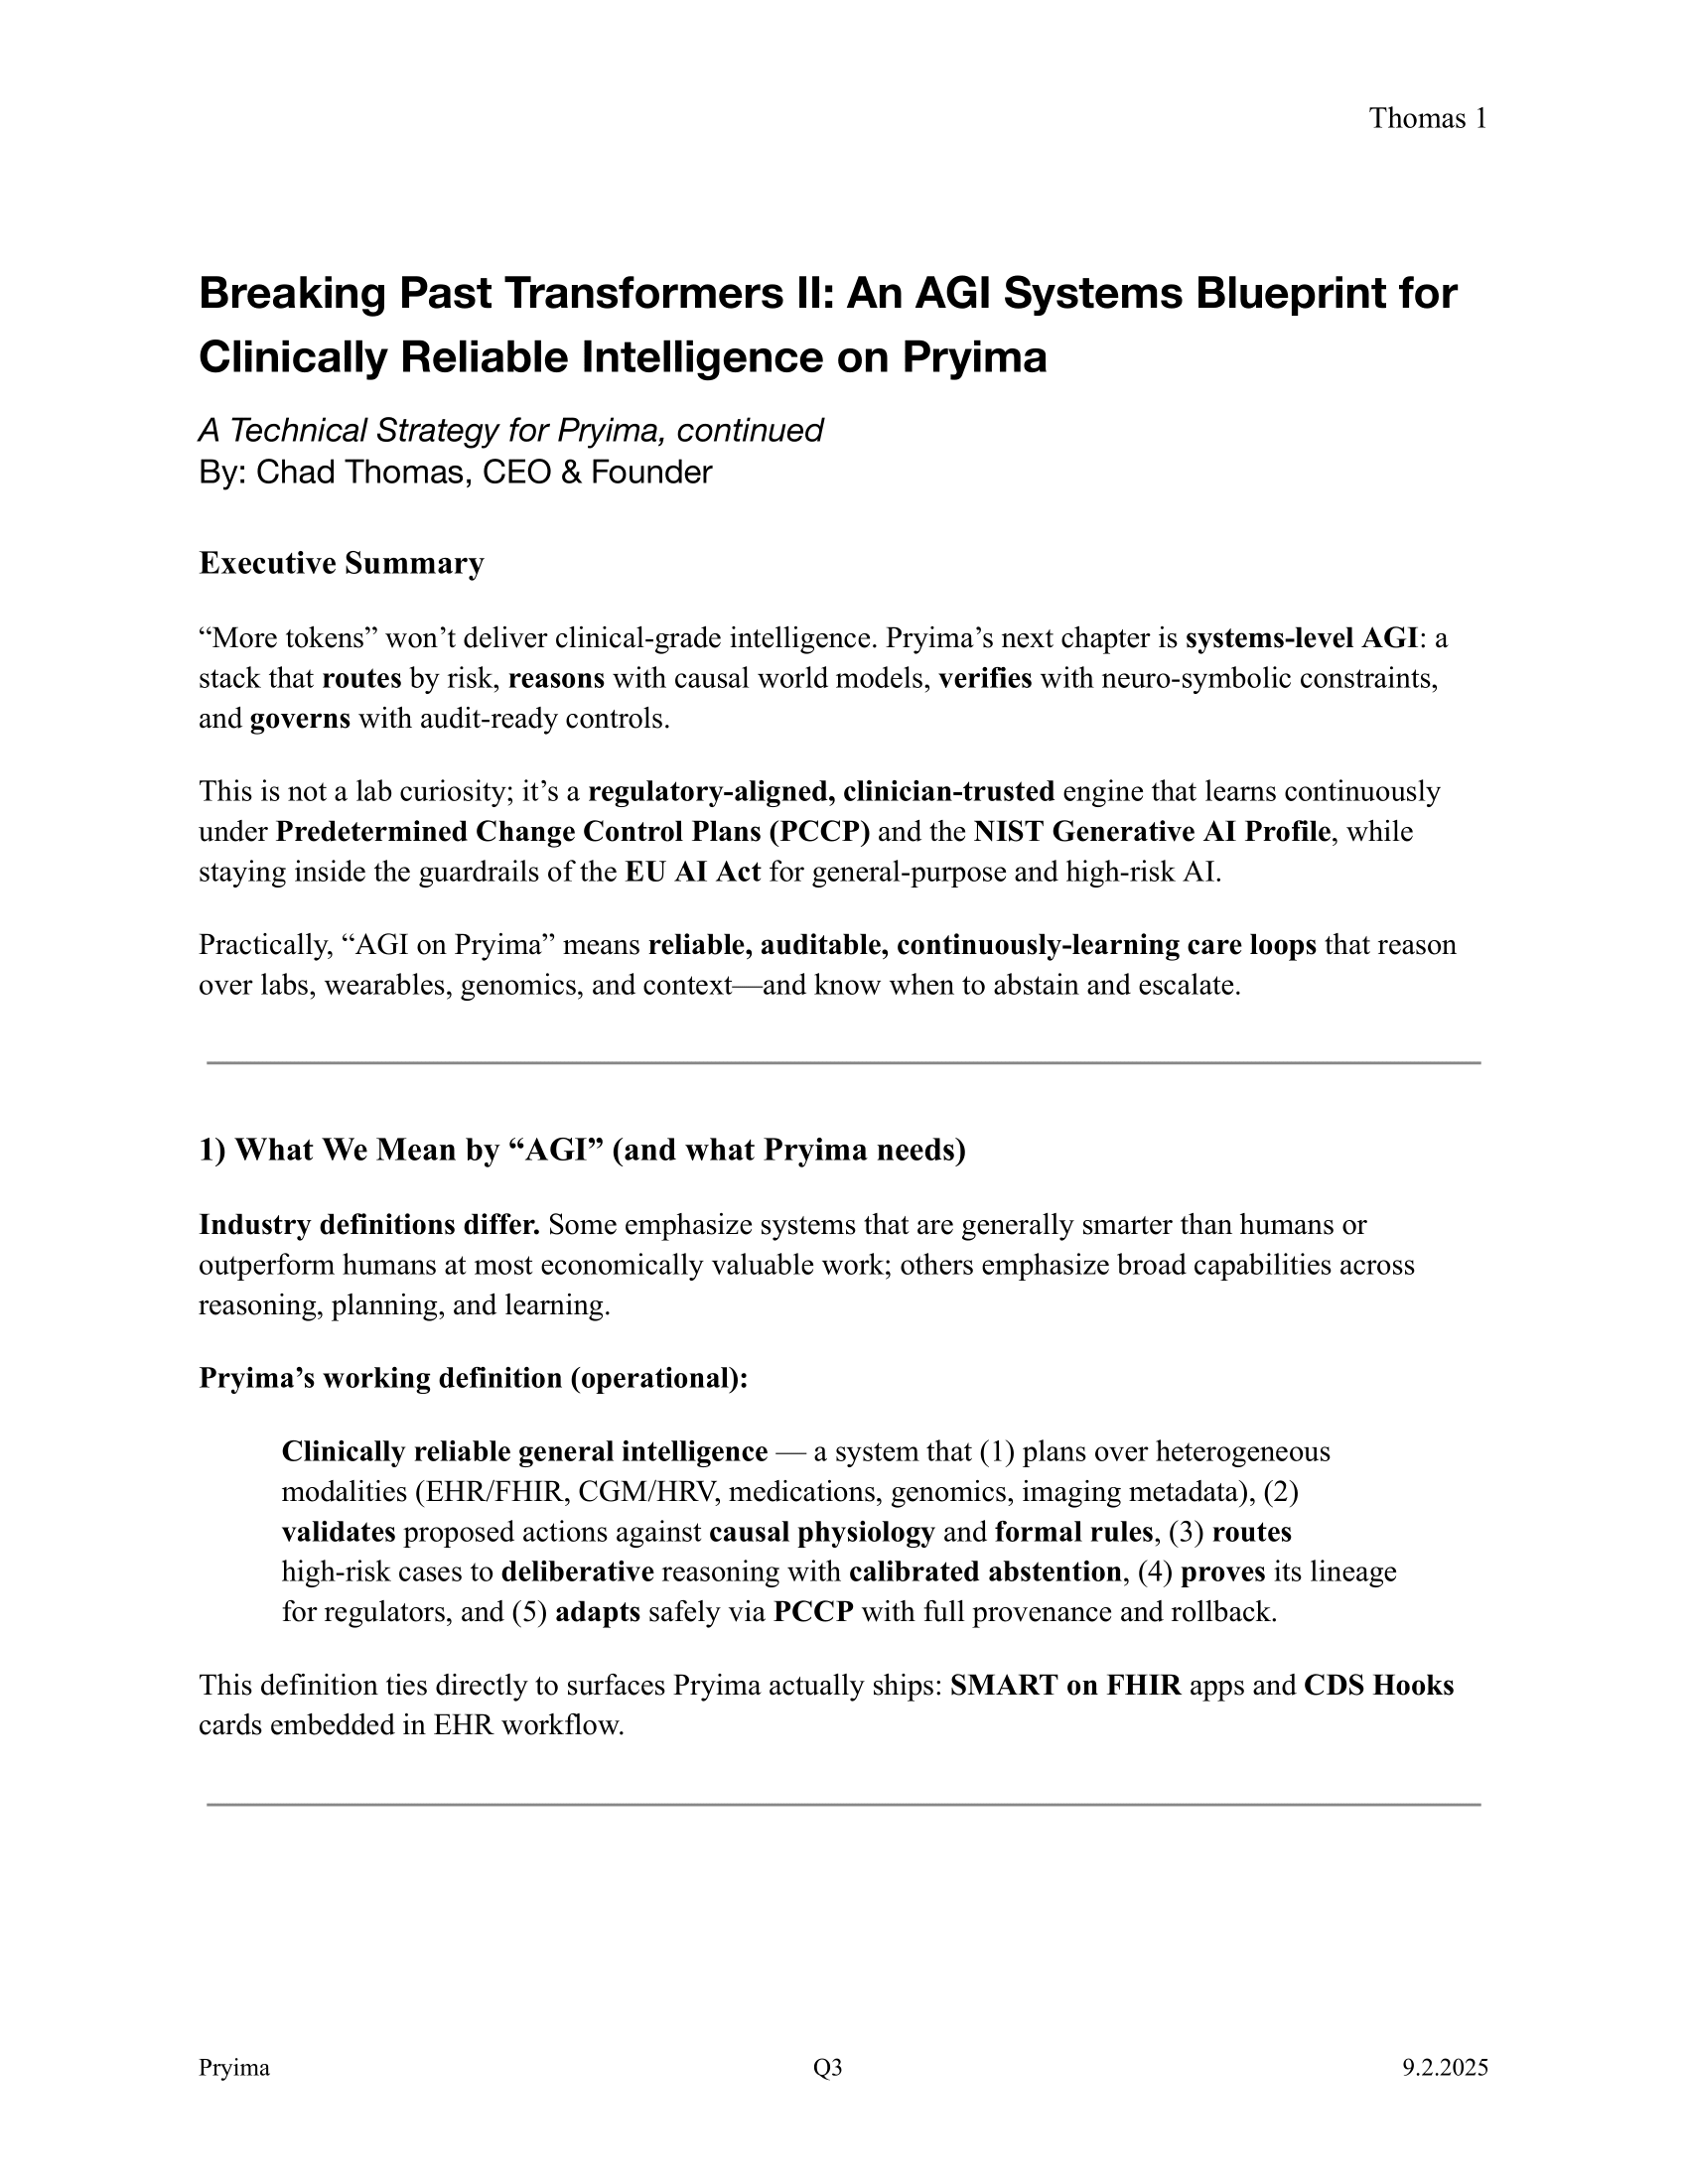 Thomas 1
Breaking Past Transformers II: An AGI Systems Blueprint for
Clinically Reliable Intelligence on Pryima
A Technical Strategy for Pryima, continued
By: Chad Thomas, CEO & Founder
Executive Summary
“More tokens” won’t deliver clinical-grade intelligence. Pryima’s next chapter is systems-level AGI: a
stack that routes by risk, reasons with causal world models, verifies with neuro-symbolic constraints,
and governs with audit-ready controls.
This is not a lab curiosity; it’s a regulatory-aligned, clinician-trusted engine that learns continuously
under Predetermined Change Control Plans (PCCP) and the NIST Generative AI Profile, while
staying inside the guardrails of the EU AI Act for general-purpose and high-risk AI.
Practically, “AGI on Pryima” means reliable, auditable, continuously-learning care loops that reason
over labs, wearables, genomics, and context—and know when to abstain and escalate.
1) What We Mean by “AGI” (and what Pryima needs)
Industry definitions differ. Some emphasize systems that are generally smarter than humans or
outperform humans at most economically valuable work; others emphasize broad capabilities across
reasoning, planning, and learning.
Pryima’s working definition (operational):
Clinically reliable general intelligence — a system that (1) plans over heterogeneous
modalities (EHR/FHIR, CGM/HRV, medications, genomics, imaging metadata), (2)
validates proposed actions against causal physiology and formal rules, (3) routes
high-risk cases to deliberative reasoning with calibrated abstention, (4) proves its lineage
for regulators, and (5) adapts safely via PCCP with full provenance and rollback.
This definition ties directly to surfaces Pryima actually ships: SMART on FHIR apps and CDS Hooks
cards embedded in EHR workflow.
Pryima
Q3
9.2.2025